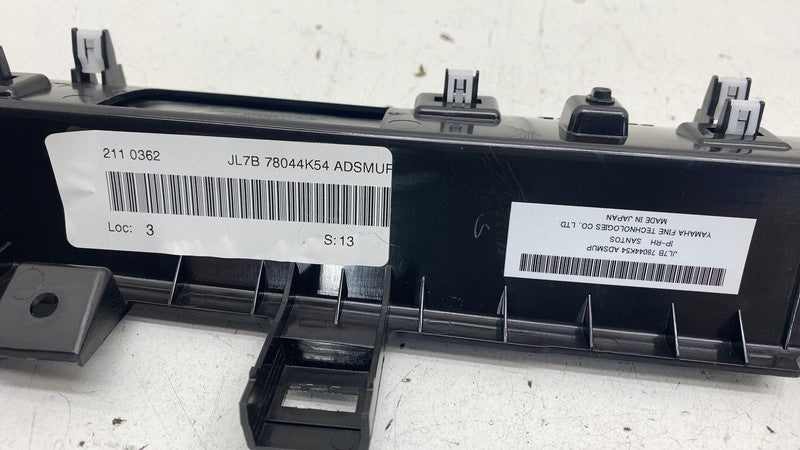 211 0362 JL7B 78044K54 ADSMUP
Loc: 3 S: 13
JL7B 78044K54 ADSMUP
IP-RH SANTOS
YAMAHA FINE TECHNOLOGIES CO., LTD.
MADE IN JAPAN